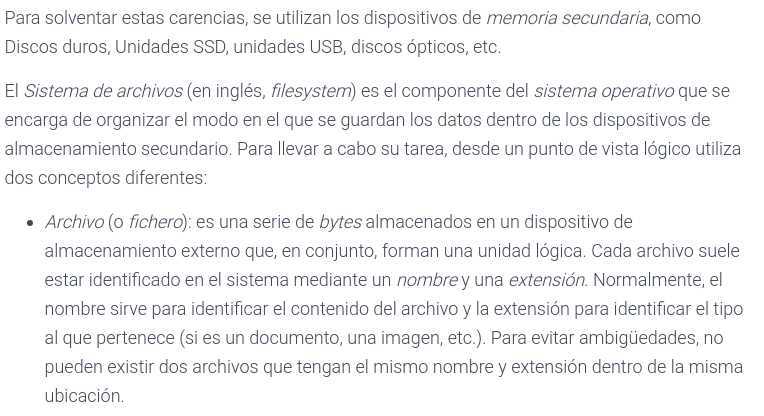 Para solventar estas carencias, se utilizan los dispositivos de memoria secundaria, como
Discos duros, Unidades SSD, unidades USB, discos ópticos, etc.
El Sistema de archivos (en inglés, filesystem) es el componente del sistema operativo que se
encarga de organizar el modo en el que se guardan los datos dentro de los dispositivos de
almacenamiento secundario. Para llevar a cabo su tarea, desde un punto de vista lógico utiliza
dos conceptos diferentes:
• Archivo (o fichero): es una serie de bytes almacenados en un dispositivo de
almacenamiento externo que, en conjunto, forman una unidad lógica. Cada archivo suele
estar identificado en el sistema mediante un nombre y una extensión. Normalmente, el
nombre sirve para identificar el contenido del archivo y la extensión para identificar el tipo
al que pertenece (si es un documento, una imagen, etc.). Para evitar ambigüedades, no
pueden existir dos archivos que tengan el mismo nombre y extensión dentro de la misma
ubicación.